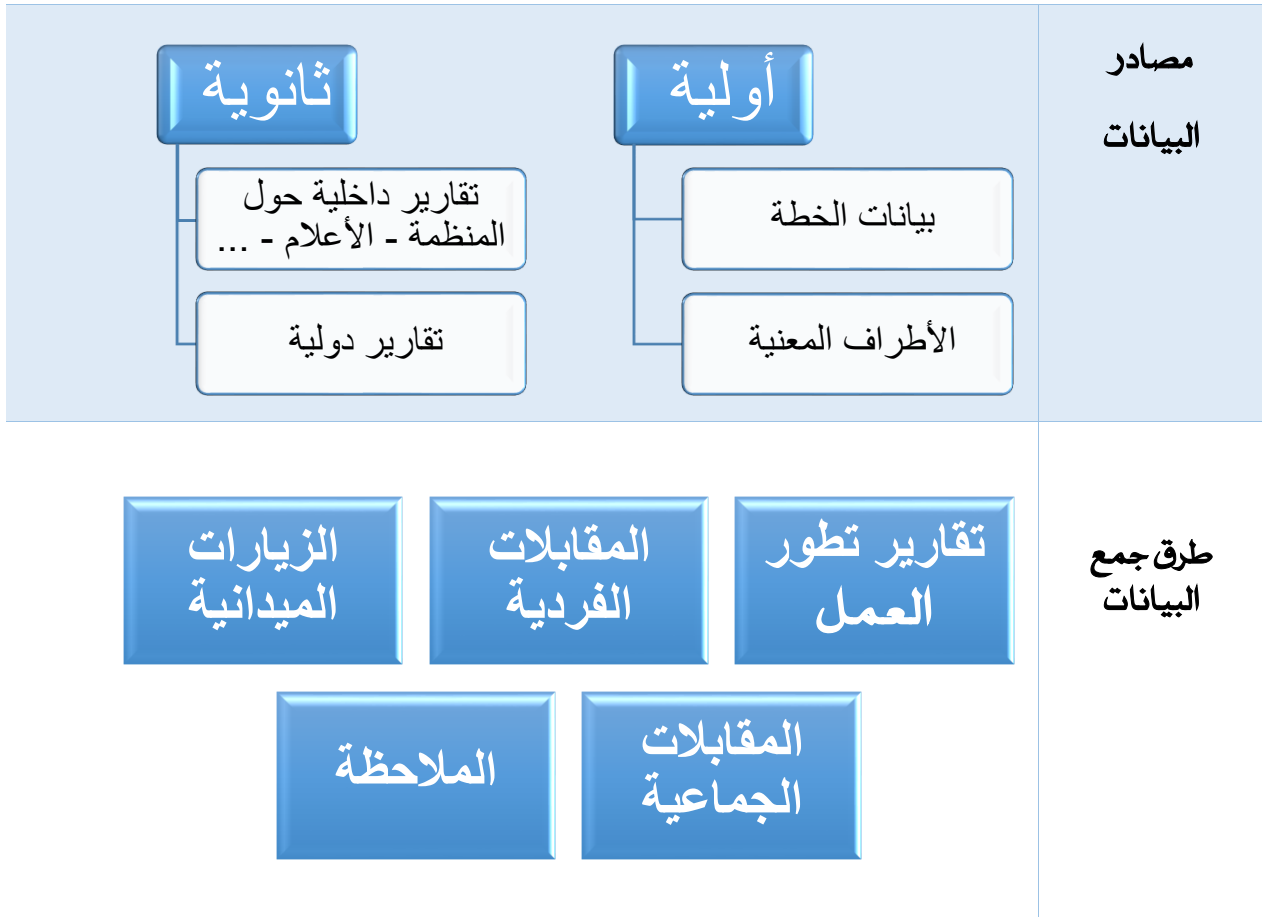 مصادر
البيانات
أولية
بيانات الخطة
الأطراف المعنية
ثانوية
تقارير داخلية حول
المنظمة - الأعلام - ...
تقارير دولية
طرق جمع
البيانات
تقارير تطور
العمل
المقابلات
الفردية
الزيارات
الميدانية
المقابلات
الجماعية
الملاحظة